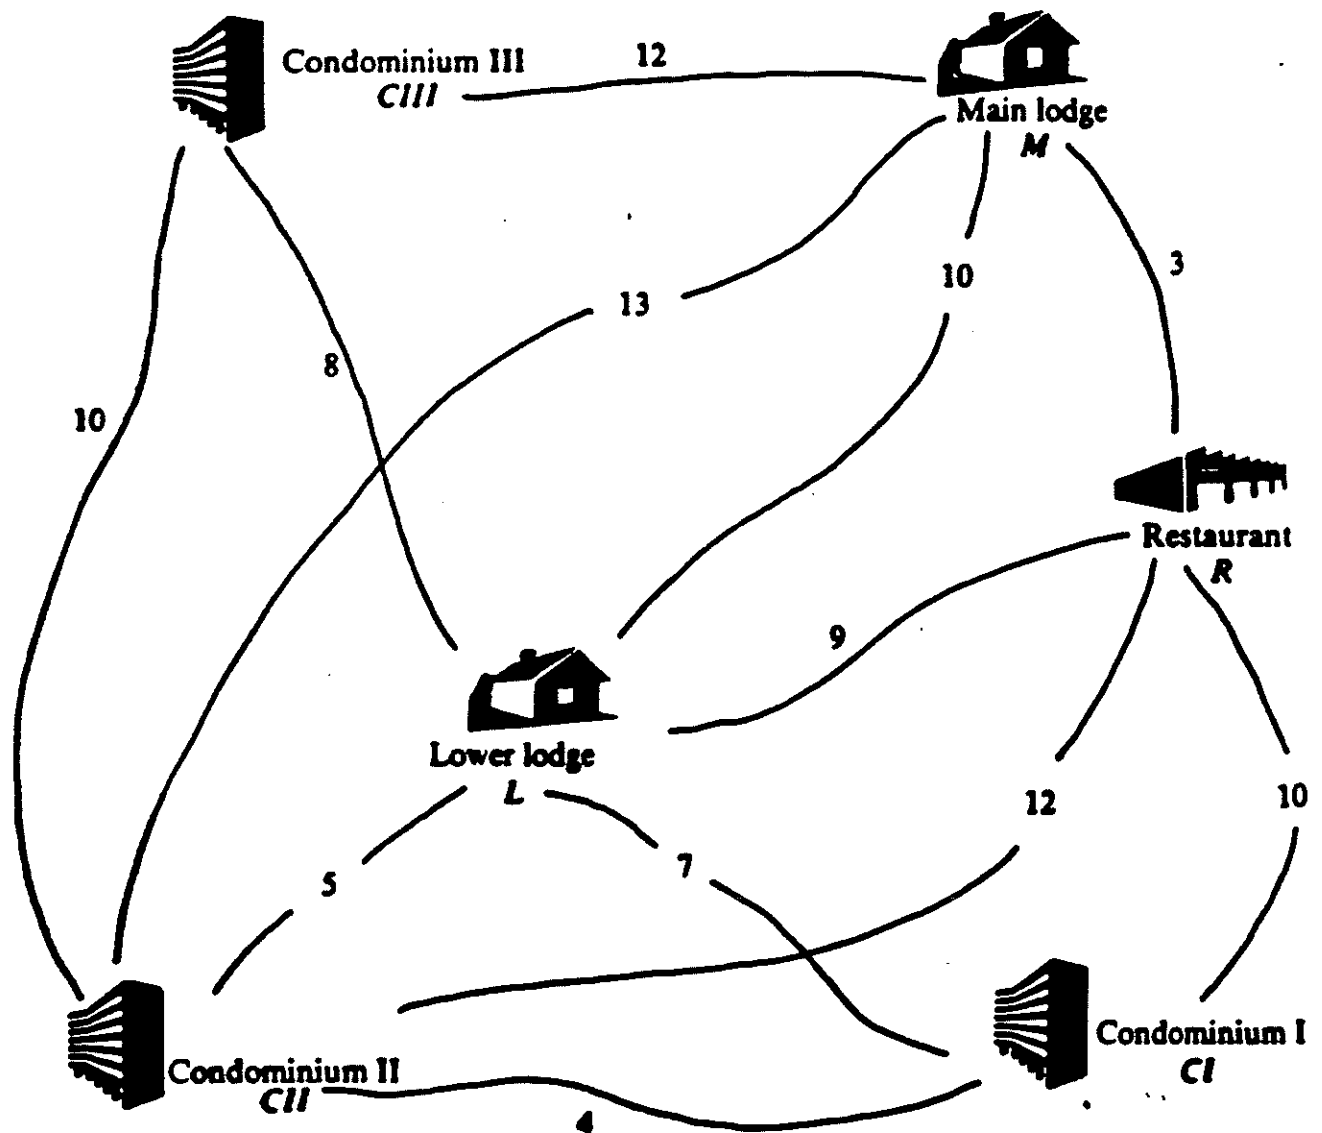 12
Condominium III
CIII
Main lodge
M
3
10
13
8
10
Restaurant
R
9
Lower lodge
L
12
10
7
5
Condominium I
CI
Condominium II
CII
4